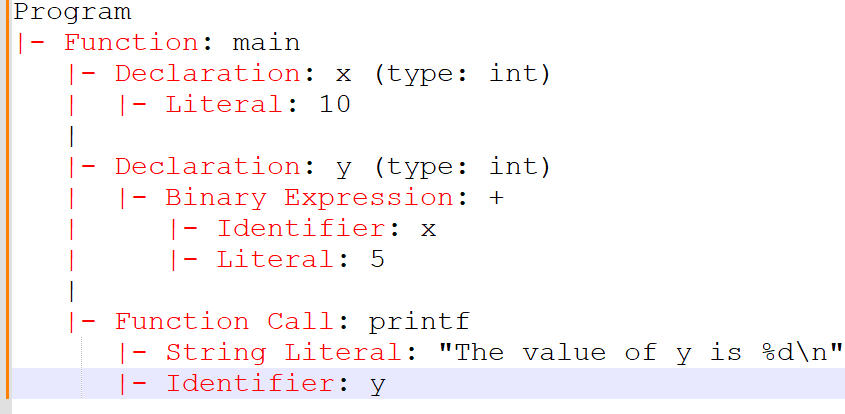 Program
|- Function: main
   |- Declaration: x (type: int)
   |  |- Literal: 10
   |
   |- Declaration: y (type: int)
   |  |- Binary Expression: +
   |     |- Identifier: x
   |     |- Literal: 5
   |
   |- Function Call: printf
      |- String Literal: "The value of y is %d\n"
      |- Identifier: y